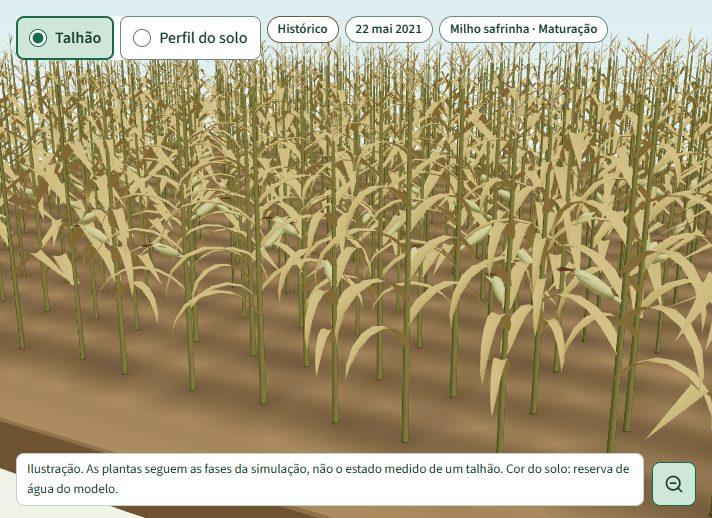 Talhão
Perfil do solo
Histórico
22 mai 2021
Milho safrinha · Maturação
Ilustração. As plantas seguem as fases da simulação, não o estado medido de um talhão. Cor do solo: reserva de
água do modelo.